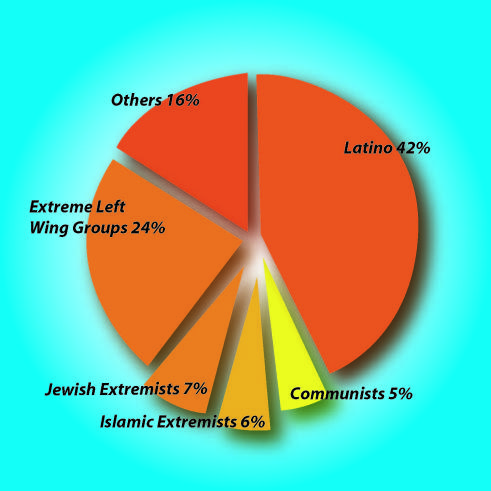 Others 16%
Latino 42%
Extreme Left
Wing Groups 24%
Jewish Extremists 7%
Communists 5%
Islamic Extremists 6%